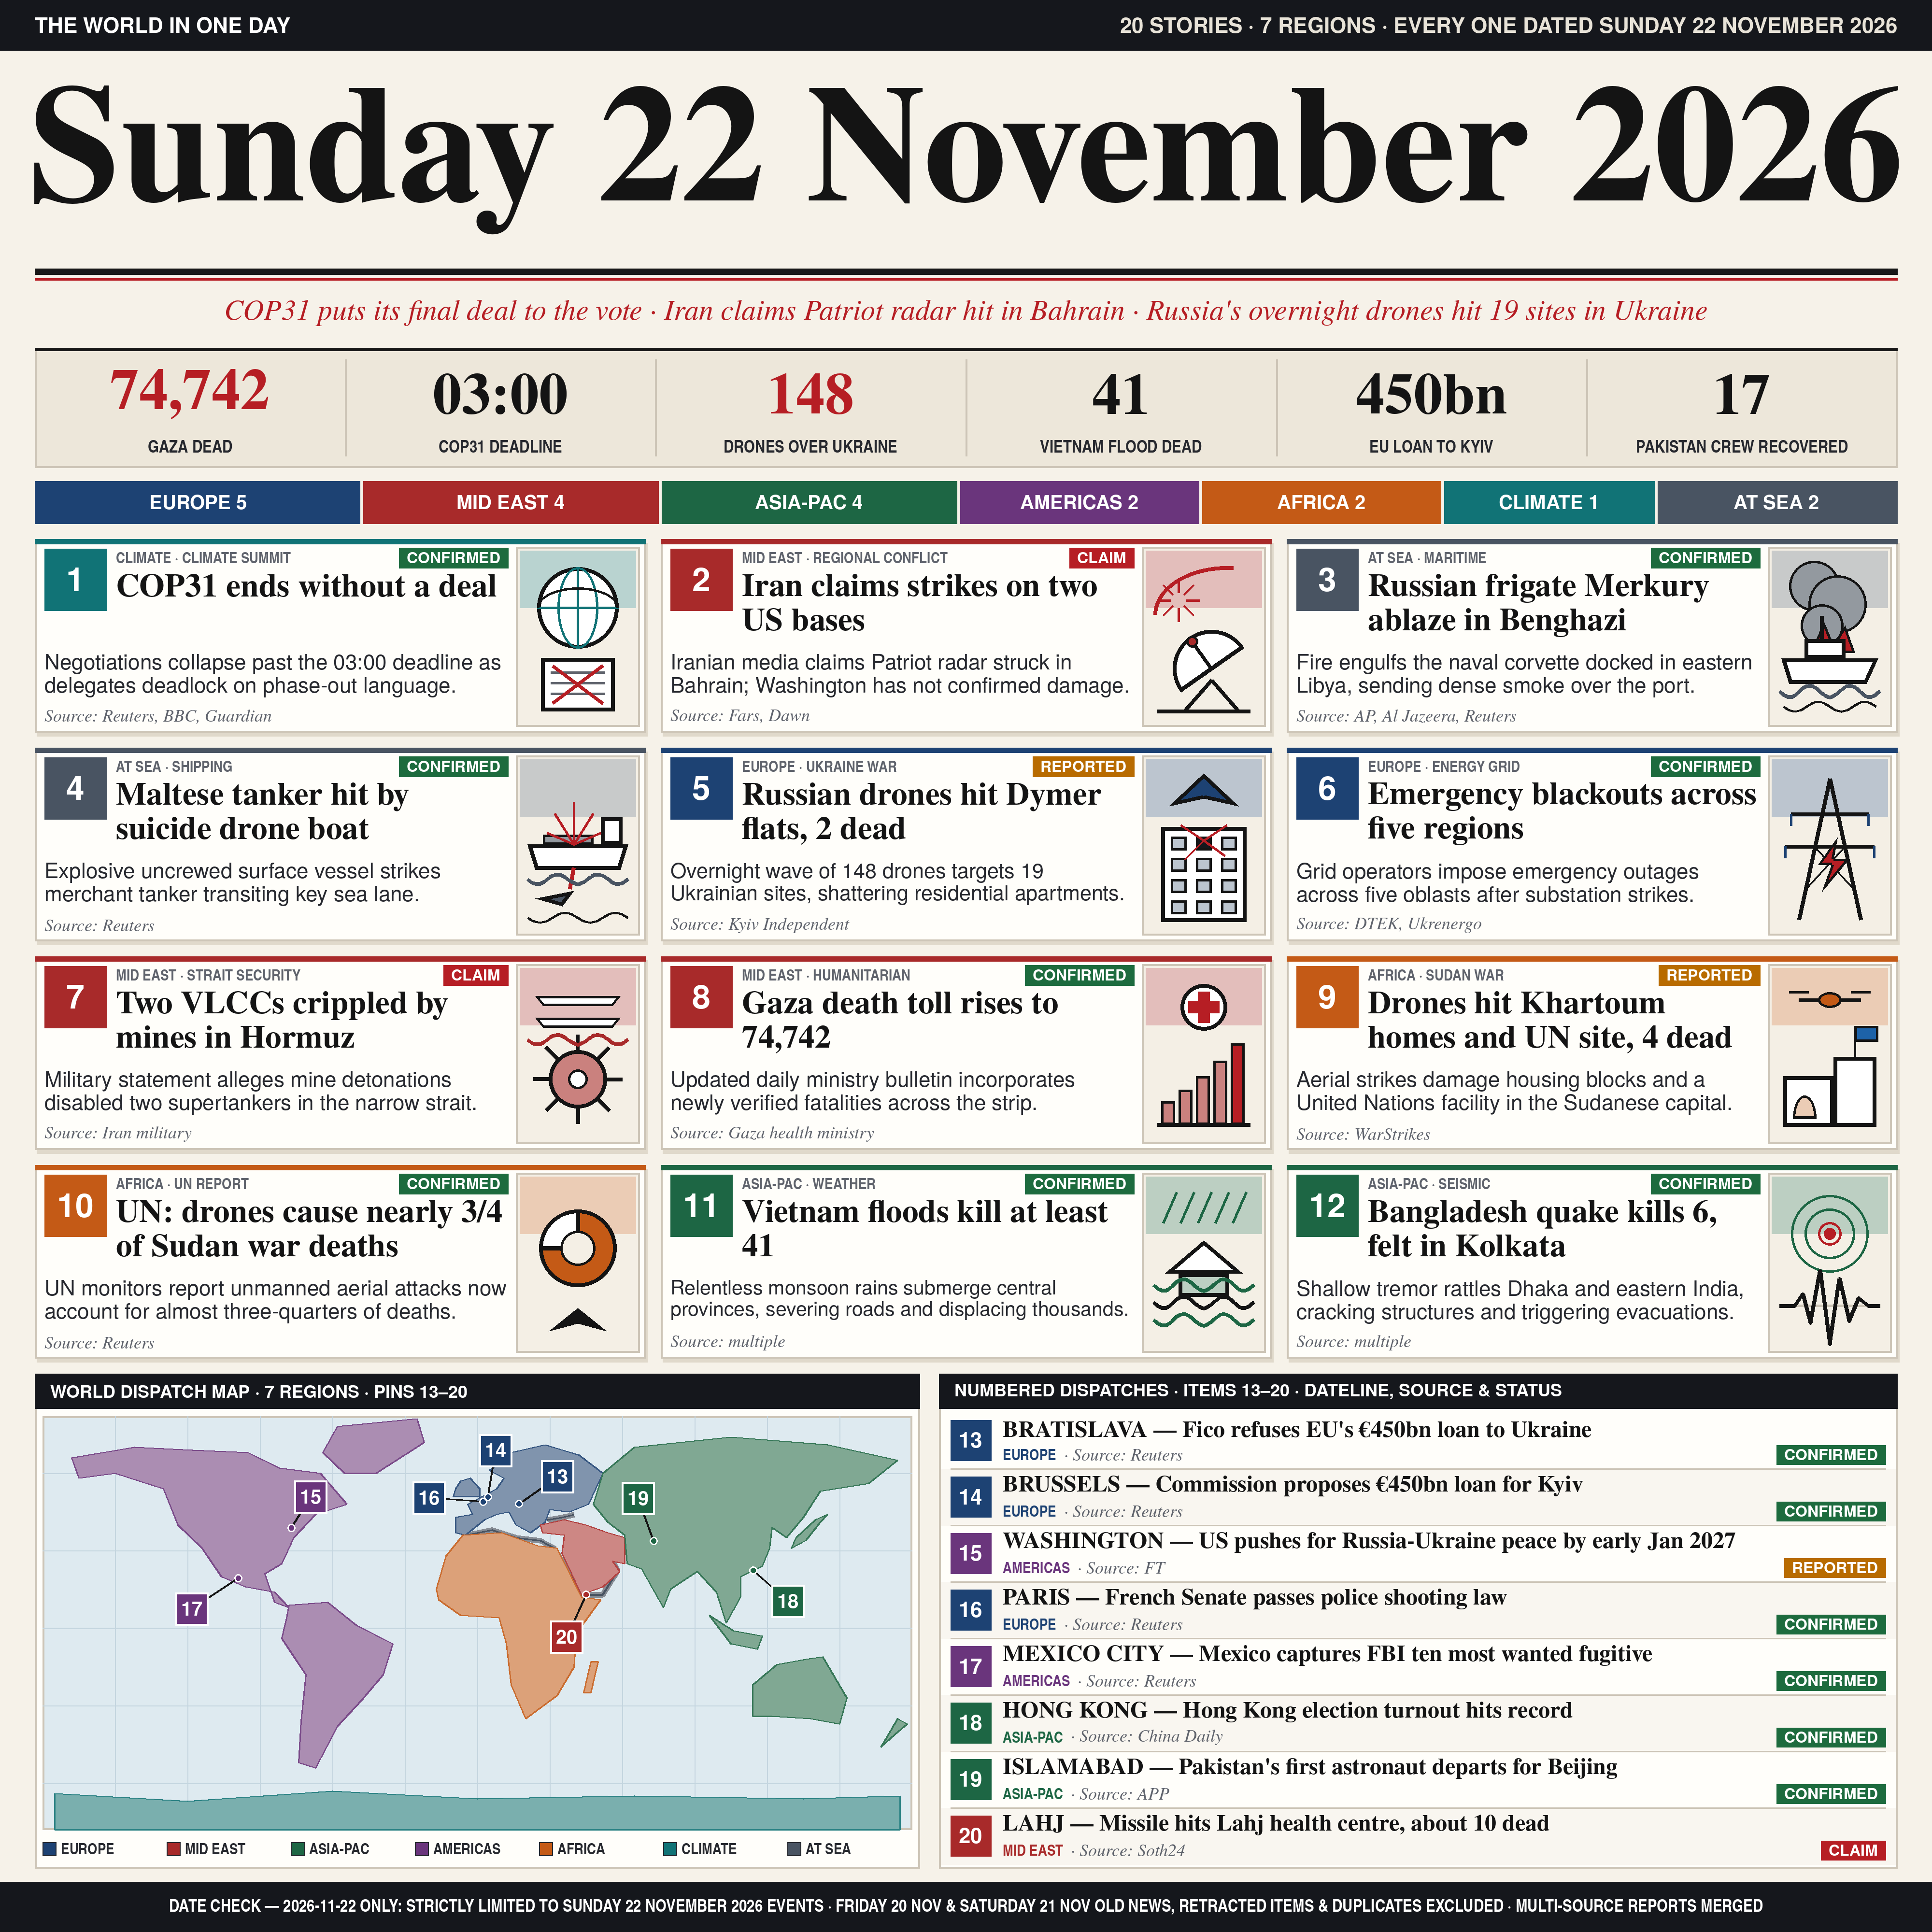 THE WORLD IN ONE DAY
20 STORIES · 7 REGIONS · EVERY ONE DATED SUNDAY 22 NOVEMBER 2026
Sunday 22 November 2026
COP31 puts its final deal to the vote · Iran claims Patriot radar hit in Bahrain · Russia's overnight drones hit 19 sites in Ukraine
74,742
GAZA DEAD
03:00
COP31 DEADLINE
148
DRONES OVER UKRAINE
41
VIETNAM FLOOD DEAD
450bn
EU LOAN TO KYIV
17
PAKISTAN CREW RECOVERED
EUROPE 5
MID EAST 4
ASIA-PAC 4
AMERICAS 2
AFRICA 2
CLIMATE 1
AT SEA 2
1
CLIMATE · CLIMATE SUMMIT
CONFIRMED
COP31 ends without a deal
Negotiations collapse past the 03:00 deadline as
delegates deadlock on phase-out language.
Source: Reuters, BBC, Guardian
2
MID EAST · REGIONAL CONFLICT
CLAIM
Iran claims strikes on two
US bases
Iranian media claims Patriot radar struck in
Bahrain; Washington has not confirmed damage.
Source: Fars, Dawn
3
AT SEA · MARITIME
CONFIRMED
Russian frigate Merkury
ablaze in Benghazi
Fire engulfs the naval corvette docked in eastern
Libya, sending dense smoke over the port.
Source: AP, Al Jazeera, Reuters
4
AT SEA · SHIPPING
CONFIRMED
Maltese tanker hit by
suicide drone boat
Explosive uncrewed surface vessel strikes
merchant tanker transiting key sea lane.
Source: Reuters
5
EUROPE · UKRAINE WAR
REPORTED
Russian drones hit Dymer
flats, 2 dead
Overnight wave of 148 drones targets 19
Ukrainian sites, shattering residential apartments.
Source: Kyiv Independent
6
EUROPE · ENERGY GRID
CONFIRMED
Emergency blackouts across
five regions
Grid operators impose emergency outages
across five oblasts after substation strikes.
Source: DTEK, Ukrenergo
7
MID EAST · STRAIT SECURITY
CLAIM
Two VLCCs crippled by
mines in Hormuz
Military statement alleges mine detonations
disabled two supertankers in the narrow strait.
Source: Iran military
8
MID EAST · HUMANITARIAN
CONFIRMED
Gaza death toll rises to
74,742
Updated daily ministry bulletin incorporates
newly verified fatalities across the strip.
Source: Gaza health ministry
9
AFRICA · SUDAN WAR
REPORTED
Drones hit Khartoum
homes and UN site, 4 dead
Aerial strikes damage housing blocks and a
United Nations facility in the Sudanese capital.
Source: WarStrikes
10
AFRICA · UN REPORT
CONFIRMED
UN: drones cause nearly 3/4
of Sudan war deaths
UN monitors report unmanned aerial attacks now
account for almost three-quarters of deaths.
Source: Reuters
11
ASIA-PAC · WEATHER
CONFIRMED
Vietnam floods kill at least
41
Relentless monsoon rains submerge central
provinces, severing roads and displacing thousands.
Source: multiple
12
ASIA-PAC · SEISMIC
CONFIRMED
Bangladesh quake kills 6,
felt in Kolkata
Shallow tremor rattles Dhaka and eastern India,
cracking structures and triggering evacuations.
Source: multiple
WORLD DISPATCH MAP · 7 REGIONS · PINS 13–20
14
13
15
16
19
17
18
20
EUROPE
MID EAST
ASIA-PAC
AMERICAS
AFRICA
CLIMATE
AT SEA
NUMBERED DISPATCHES · ITEMS 13–20 · DATELINE, SOURCE & STATUS
13
BRATISLAVA — Fico refuses EU's €450bn loan to Ukraine
EUROPE · Source: Reuters
CONFIRMED
14
BRUSSELS — Commission proposes €450bn loan for Kyiv
EUROPE · Source: Reuters
CONFIRMED
15
WASHINGTON — US pushes for Russia-Ukraine peace by early Jan 2027
AMERICAS · Source: FT
REPORTED
16
PARIS — French Senate passes police shooting law
EUROPE · Source: Reuters
CONFIRMED
17
MEXICO CITY — Mexico captures FBI ten most wanted fugitive
AMERICAS · Source: Reuters
CONFIRMED
18
HONG KONG — Hong Kong election turnout hits record
ASIA-PAC · Source: China Daily
CONFIRMED
19
ISLAMABAD — Pakistan's first astronaut departs for Beijing
ASIA-PAC · Source: APP
CONFIRMED
20
LAHJ — Missile hits Lahj health centre, about 10 dead
MID EAST · Source: Soth24
CLAIM
DATE CHECK — 2026-11-22 ONLY: STRICTLY LIMITED TO SUNDAY 22 NOVEMBER 2026 EVENTS · FRIDAY 20 NOV & SATURDAY 21 NOV OLD NEWS, RETRACTED ITEMS & DUPLICATES EXCLUDED · MULTI-SOURCE REPORTS MERGED